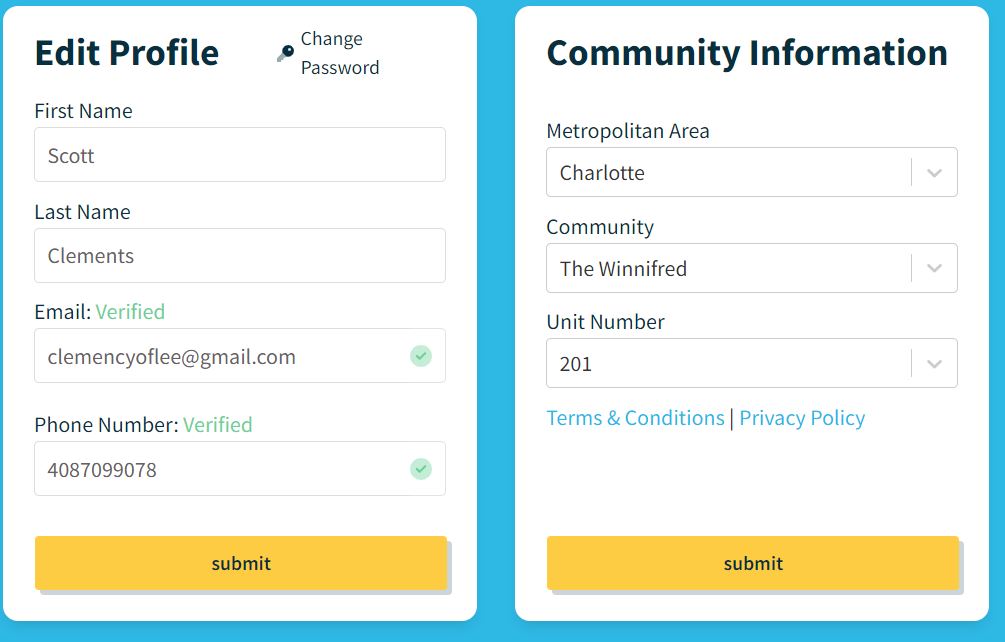 Edit Profile
Change
Password
First Name
Scott
Last Name
Clements
Email: Verified
clemencyoflee@gmail.com
Phone Number: Verified
4087099078
submit
Community Information
Metropolitan Area
Charlotte
Community
The Winnifred
Unit Number
201
Terms & Conditions | Privacy Policy
submit